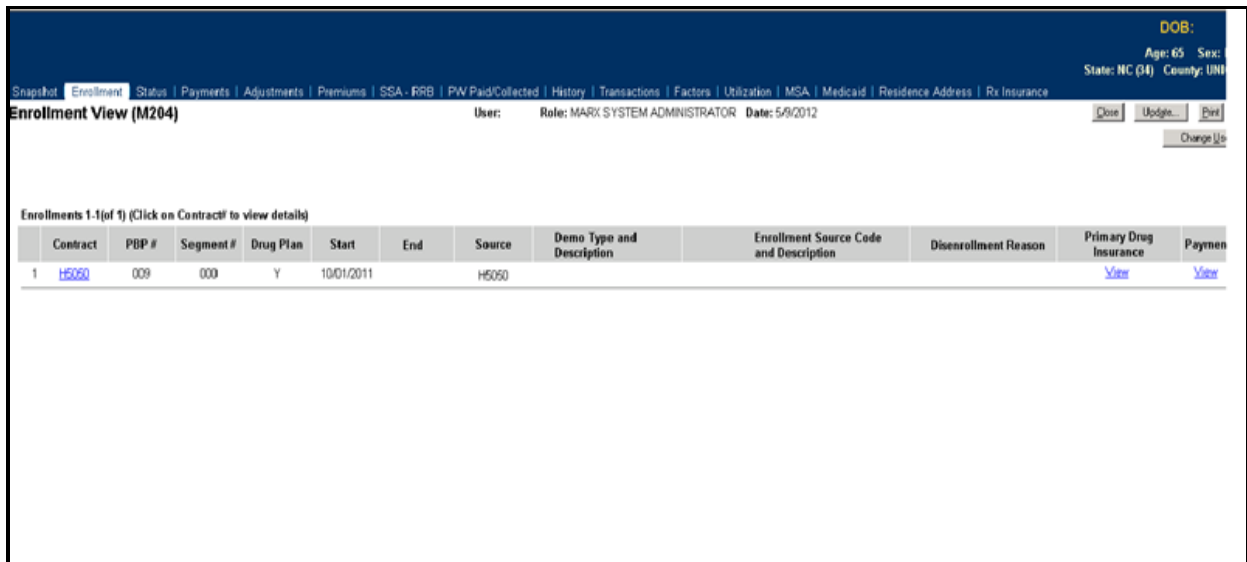 DOB:
Age: 65 Sex:
State: NC (34) County: UNI
Snapshot | Enrollment | Status | Payments | Adjustments | Premiums | SSA - RRB | PW Paid/Collected | History | Transactions | Factors | Utilization | MSA | Medicaid | Residence Address | Rx Insurance
Enrollment View (M204) User: Role: MARX SYSTEM ADMINISTRATOR Date: 5/9/2012 Close Update... Print
Change Us
Enrollments 1-1(of 1) (Click on Contract# to view details)
Contract PBP # Segment # Drug Plan Start End Source Demo Type and Description Enrollment Source Code and Description Disenrollment Reason Primary Drug Insurance Paymen
1 H5050 009 000 Y 10/01/2011 H5050 View View